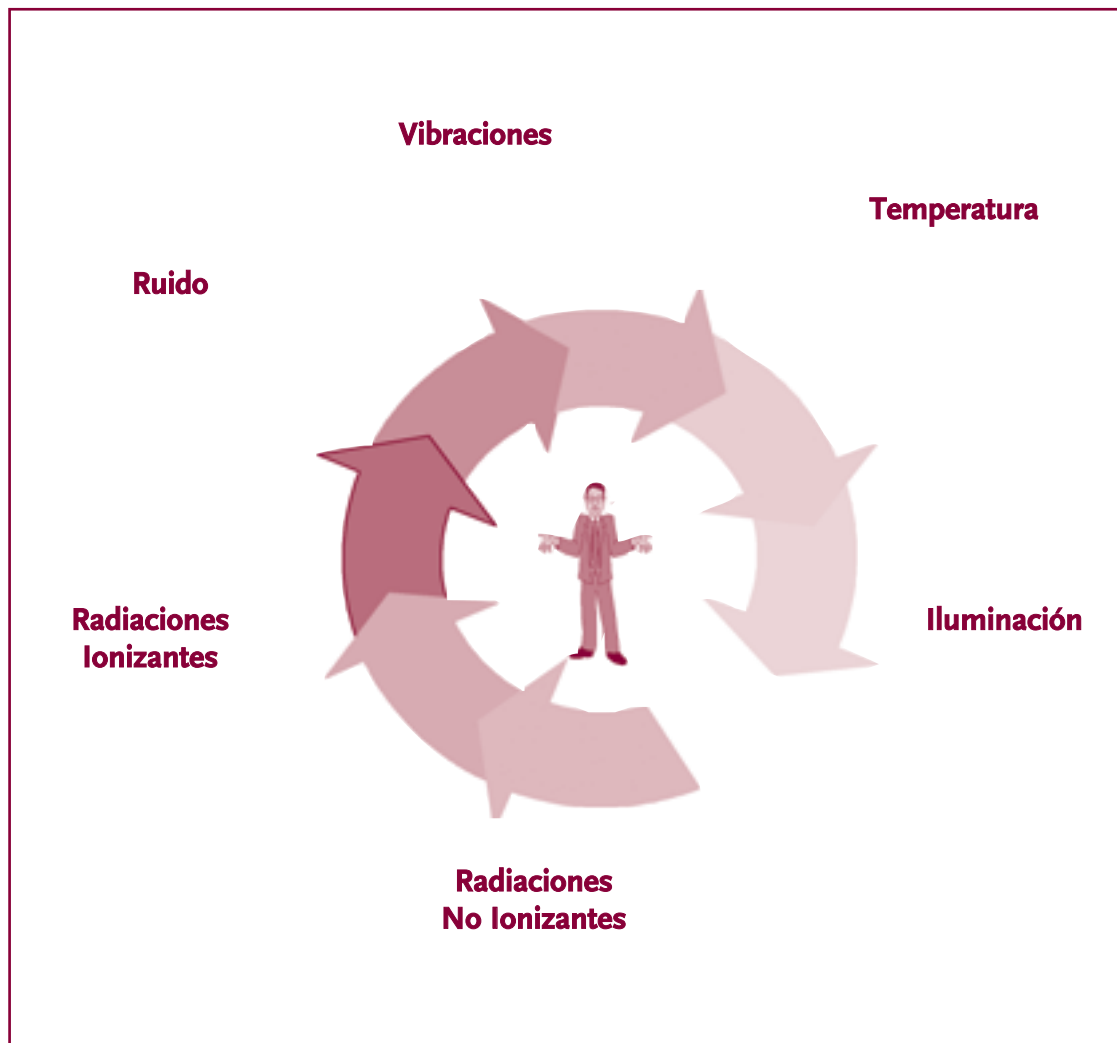 Vibraciones
Temperatura
Ruido
Radiaciones
Ionizantes
Iluminación
Radiaciones
No Ionizantes